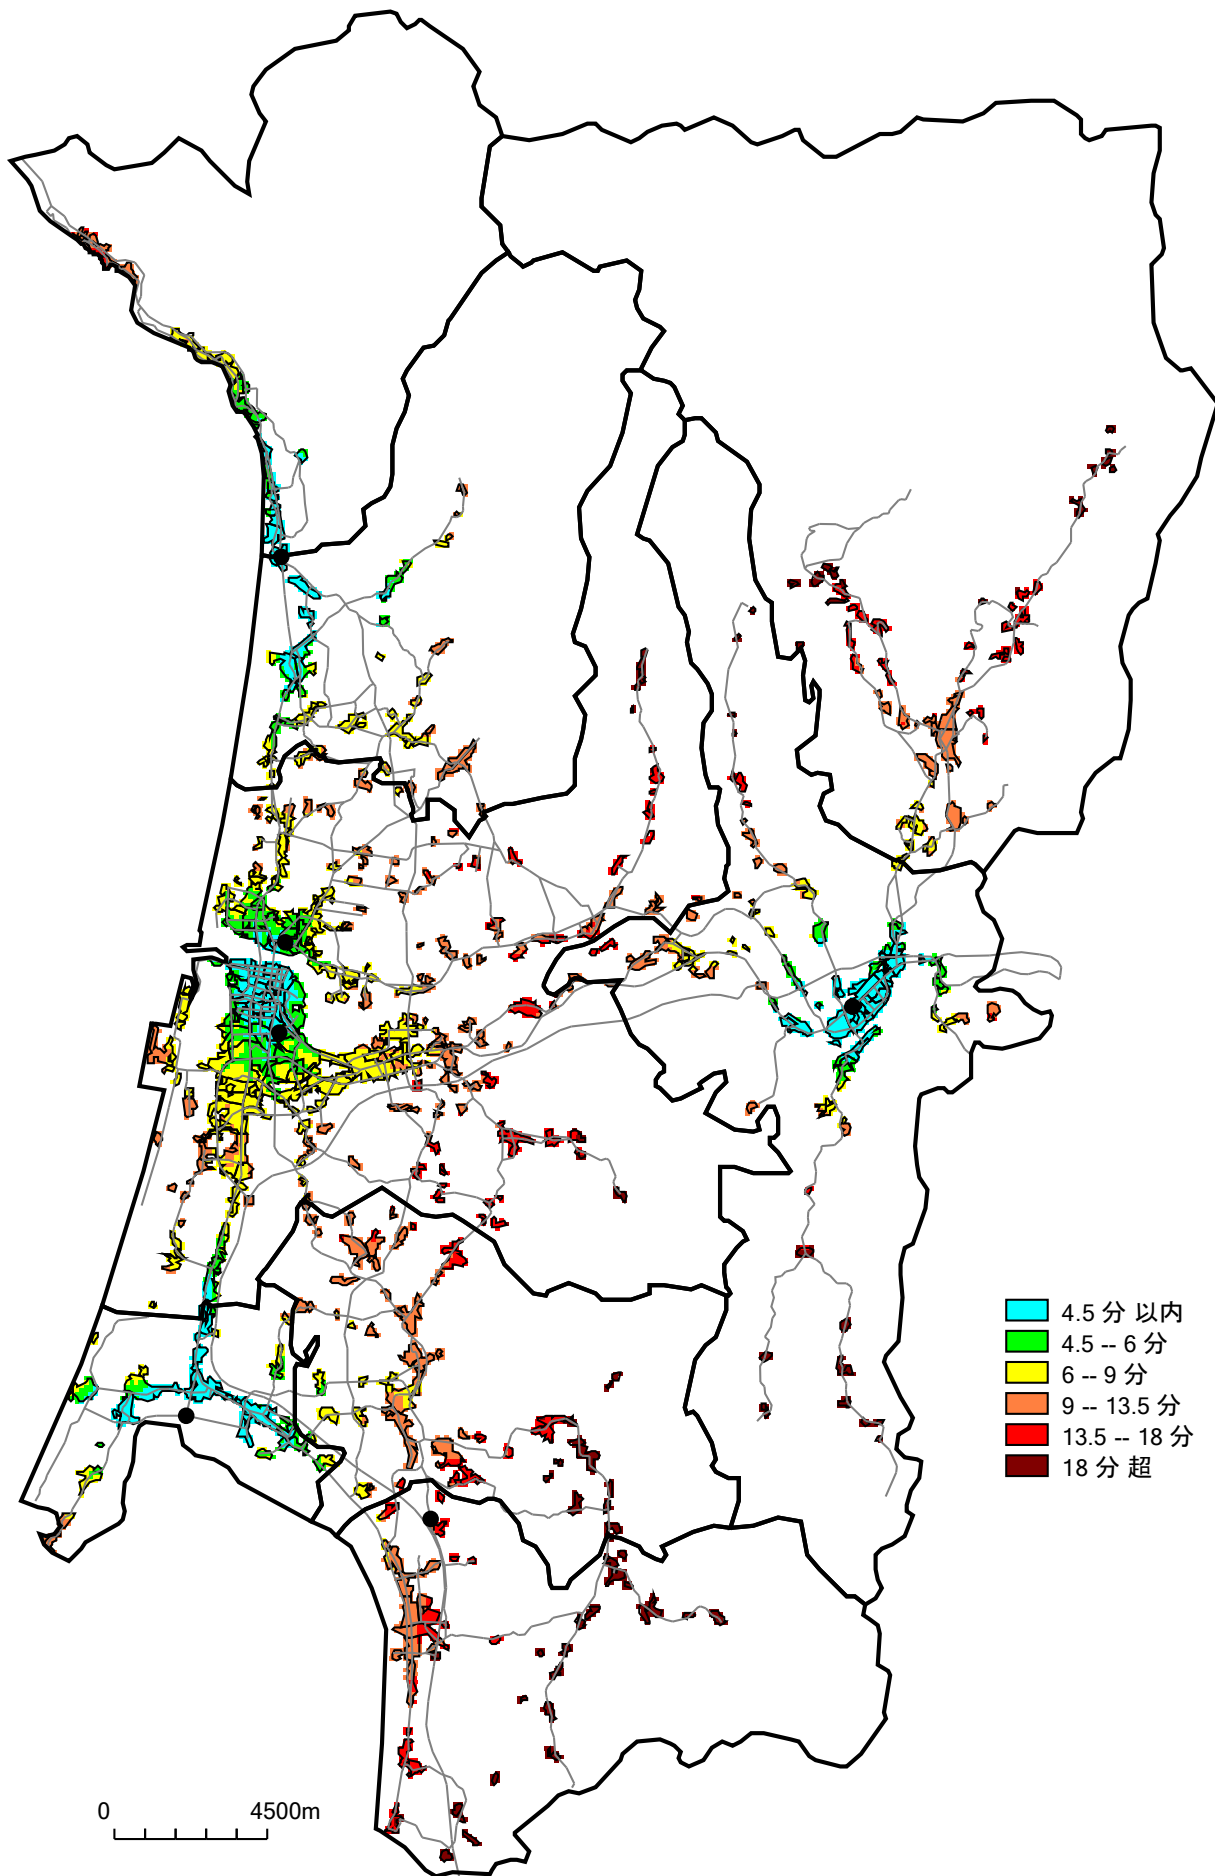 4.5 分 以内
4.5 -- 6 分
6 -- 9 分
9 -- 13.5 分
13.5 -- 18 分
18 分 超
0 4500m